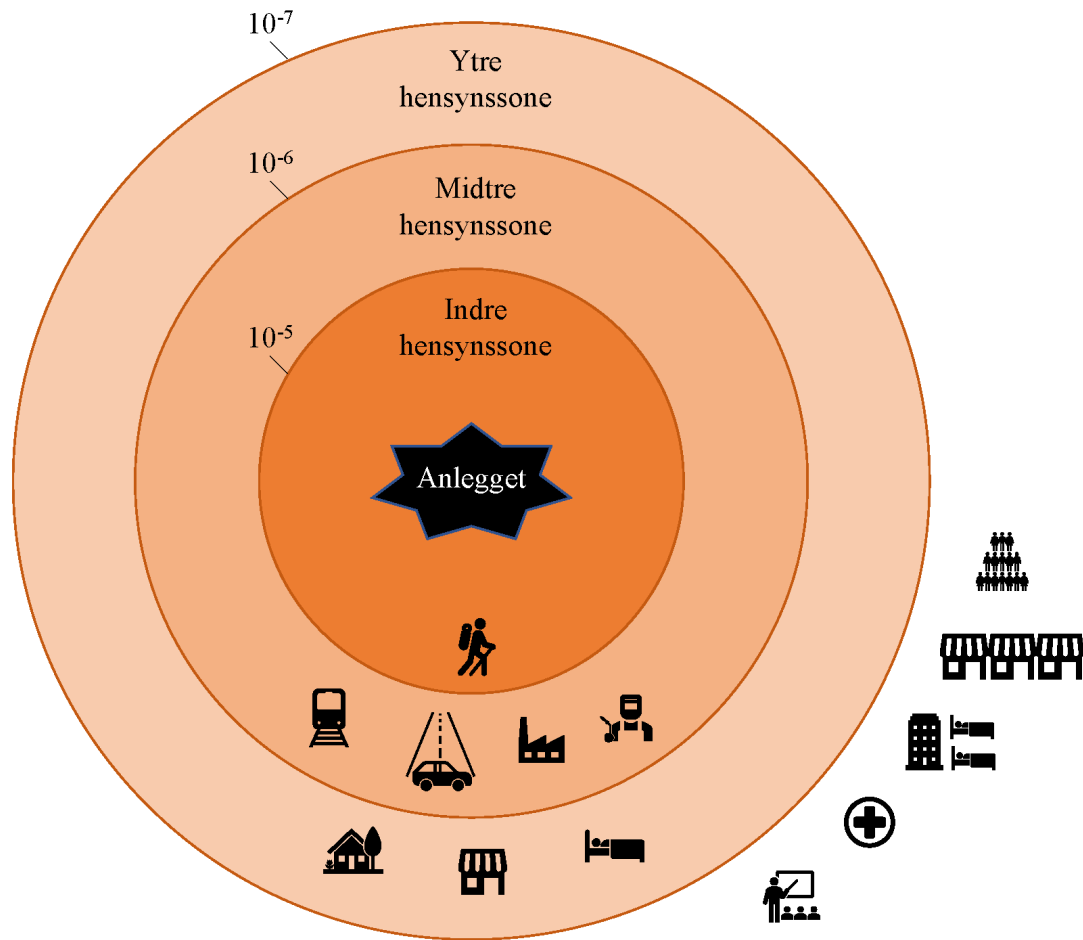 10⁻⁷
Ytre
hensynssone
10⁻⁶
Midtre
hensynssone
10⁻⁵
Indre
hensynssone
Anlegget